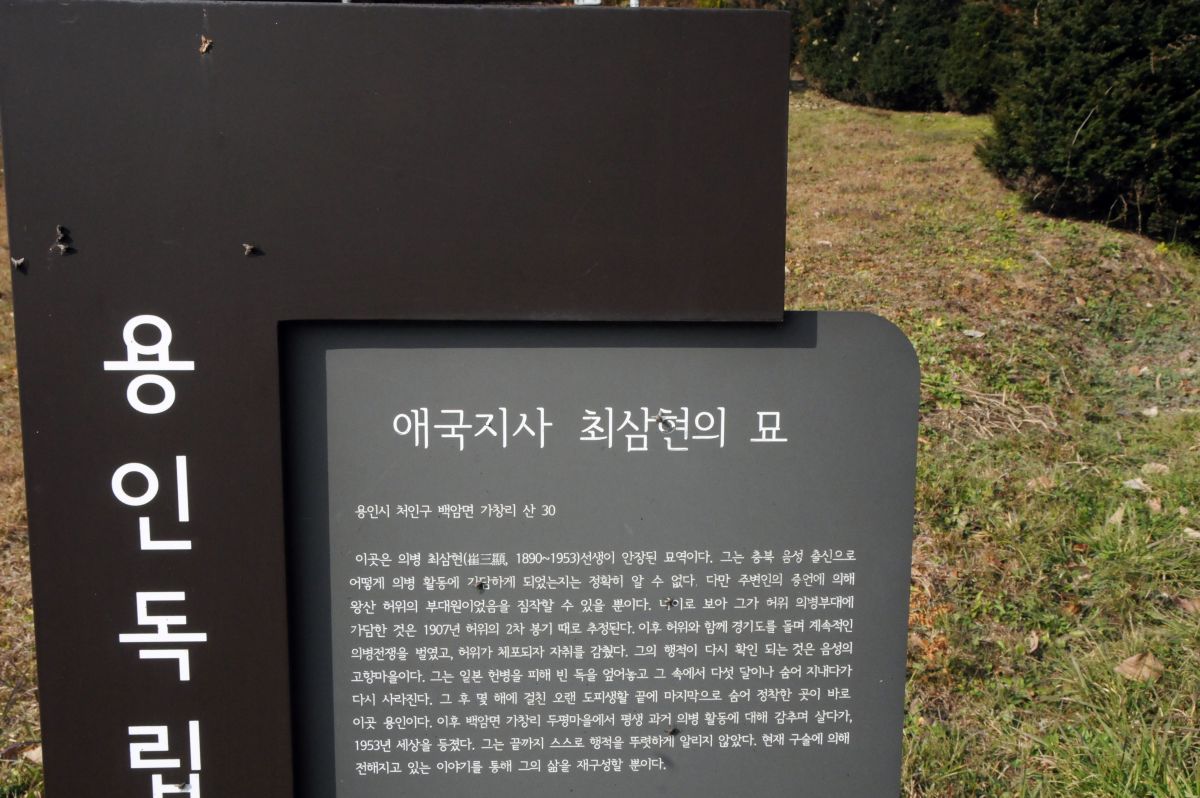 용인독립
애국지사 최삼현의 묘
용인시 처인구 백암면 가창리 산 30
이곳은 의병 최삼현(崔三顯, 1890~1953)선생이 안장된 묘역이다. 그는 충북 음성 출신으로
어떻게 의병 활동에 가담하게 되었는지는 정확히 알 수 없다. 다만 주변인의 증언에 의해
왕산 허위의 부대원이었음을 짐작할 수 있을 뿐이다. 나이로 보아 그가 허위 의병부대에
가담한 것은 1907년 허위의 2차 봉기 때로 추정된다. 이후 허위와 함께 경기도를 돌며 계속적인
의병전쟁을 벌였고, 허위가 체포되자 자취를 감췄다. 그의 행적이 다시 확인 되는 것은 음성의
고향마을이다. 그는 일본 헌병을 피해 빈 독을 엎어놓고 그 속에서 다섯 달이나 숨어 지내다가
다시 사라진다. 그 후 몇 해에 걸친 오랜 도피생활 끝에 마지막으로 숨어 정착한 곳이 바로
이곳 용인이다. 이후 백암면 가창리 두평마을에서 평생 과거 의병 활동에 대해 감추며 살다가,
1953년 세상을 등졌다. 그는 끝까지 스스로 행적을 뚜렷하게 알리지 않았다. 현재 구술에 의해
전해지고 있는 이야기를 통해 그의 삶을 재구성할 뿐이다.